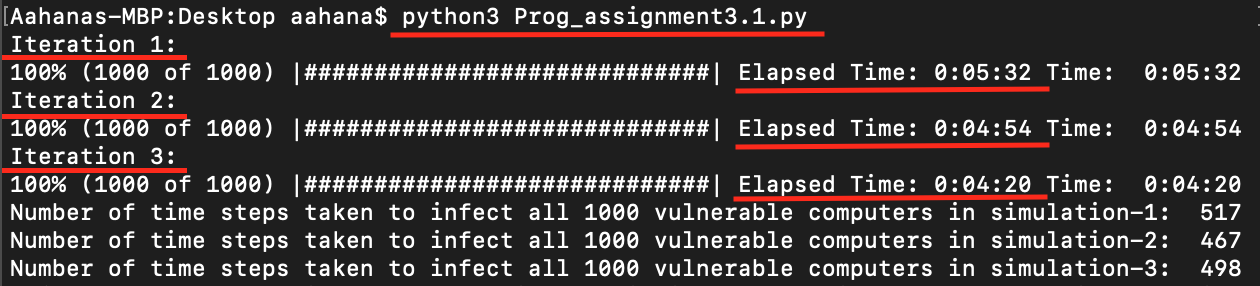 [Aahanas-MBP:Desktop aahana$ python3 Prog_assignment3.1.py
Iteration 1:
100% (1000 of 1000) |#############################| Elapsed Time: 0:05:32 Time:  0:05:32
Iteration 2:
100% (1000 of 1000) |#############################| Elapsed Time: 0:04:54 Time:  0:04:54
Iteration 3:
100% (1000 of 1000) |#############################| Elapsed Time: 0:04:20 Time:  0:04:20
Number of time steps taken to infect all 1000 vulnerable computers in simulation-1:  517
Number of time steps taken to infect all 1000 vulnerable computers in simulation-2:  467
Number of time steps taken to infect all 1000 vulnerable computers in simulation-3:  498